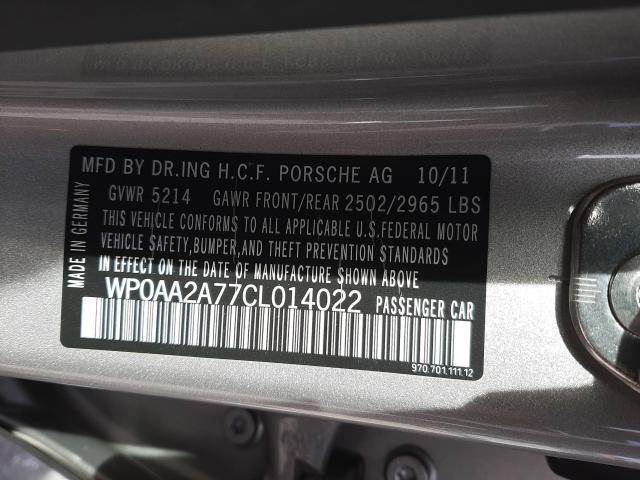 MFD BY DR.ING H.C.F. PORSCHE AG 10/11
GVWR 5214 GAWR FRONT/REAR 2502/2965 LBS
THIS VEHICLE CONFORMS TO ALL APPLICABLE U.S.FEDERAL MOTOR
VEHICLE SAFETY,BUMPER,AND THEFT PREVENTION STANDARDS
IN EFFECT ON THE DATE OF MANUFACTURE SHOWN ABOVE
WP0AA2A77CL014022 PASSENGER CAR
970.701.111.12
MADE IN GERMANY